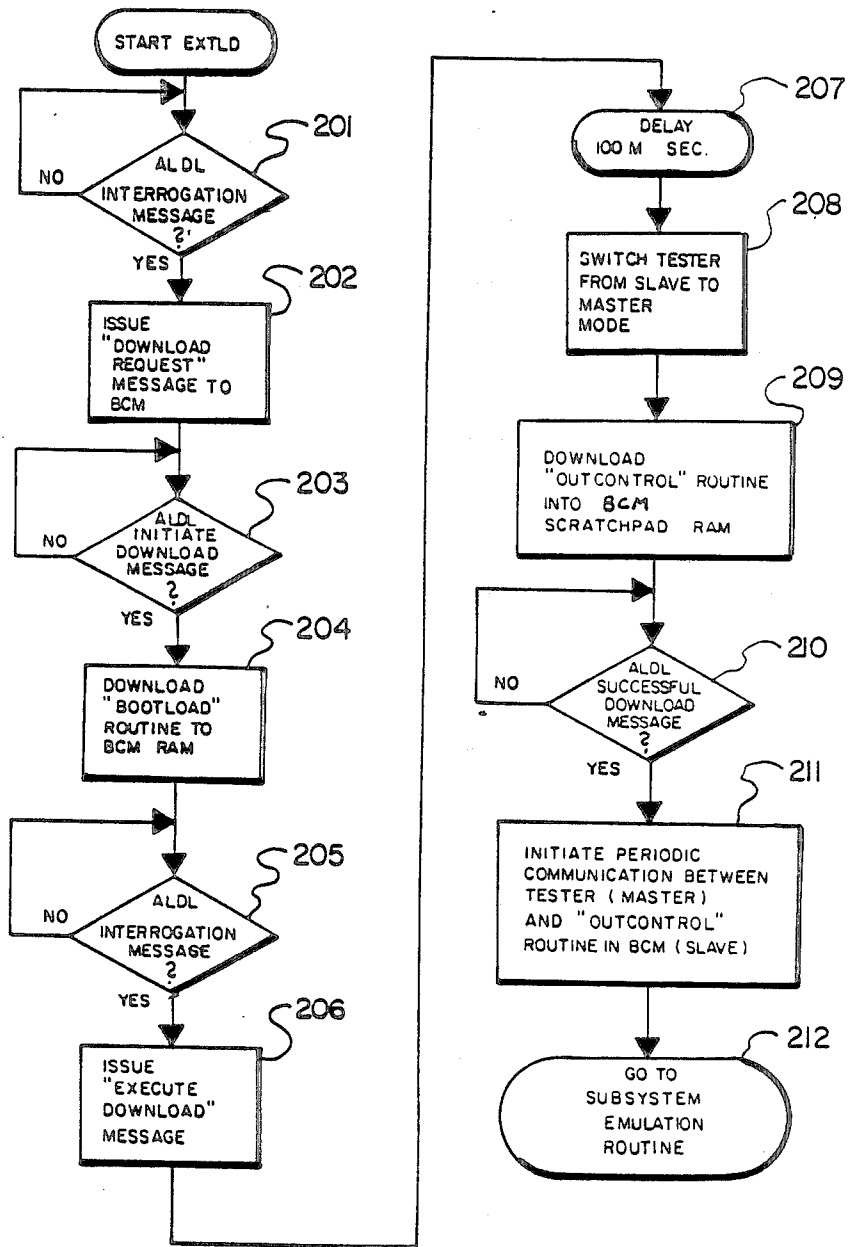 START EXTLD
201
ALDL
INTERROGATION
MESSAGE
?
NO
YES
202
ISSUE
"DOWNLOAD
REQUEST"
MESSAGE TO
BCM
203
ALDL
INITIATE
DOWNLOAD
MESSAGE
?
NO
YES
204
DOWNLOAD
"BOOTLOAD"
ROUTINE TO
BCM RAM
205
ALDL
INTERROGATION
MESSAGE
?
NO
YES
206
ISSUE
"EXECUTE
DOWNLOAD"
MESSAGE
207
DELAY
100 M SEC.
208
SWITCH TESTER
FROM SLAVE TO
MASTER
MODE
209
DOWNLOAD
"OUTCONTROL" ROUTINE
INTO BCM
SCRATCHPAD RAM
210
ALDL
SUCCESSFUL
DOWNLOAD
MESSAGE
?
NO
YES
211
INITIATE PERIODIC
COMMUNICATION BETWEEN
TESTER (MASTER)
AND "OUTCONTROL"
ROUTINE IN BCM (SLAVE)
212
GO TO
SUBSYSTEM
EMULATION
ROUTINE